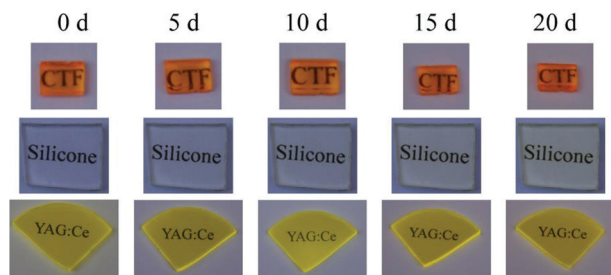 0 d 5 d 10 d 15 d 20 d
CTF CTF CTF CTF CTF
Silicone Silicone Silicone Silicone Silicone
YAG:Ce YAG:Ce YAG:Ce YAG:Ce YAG:Ce